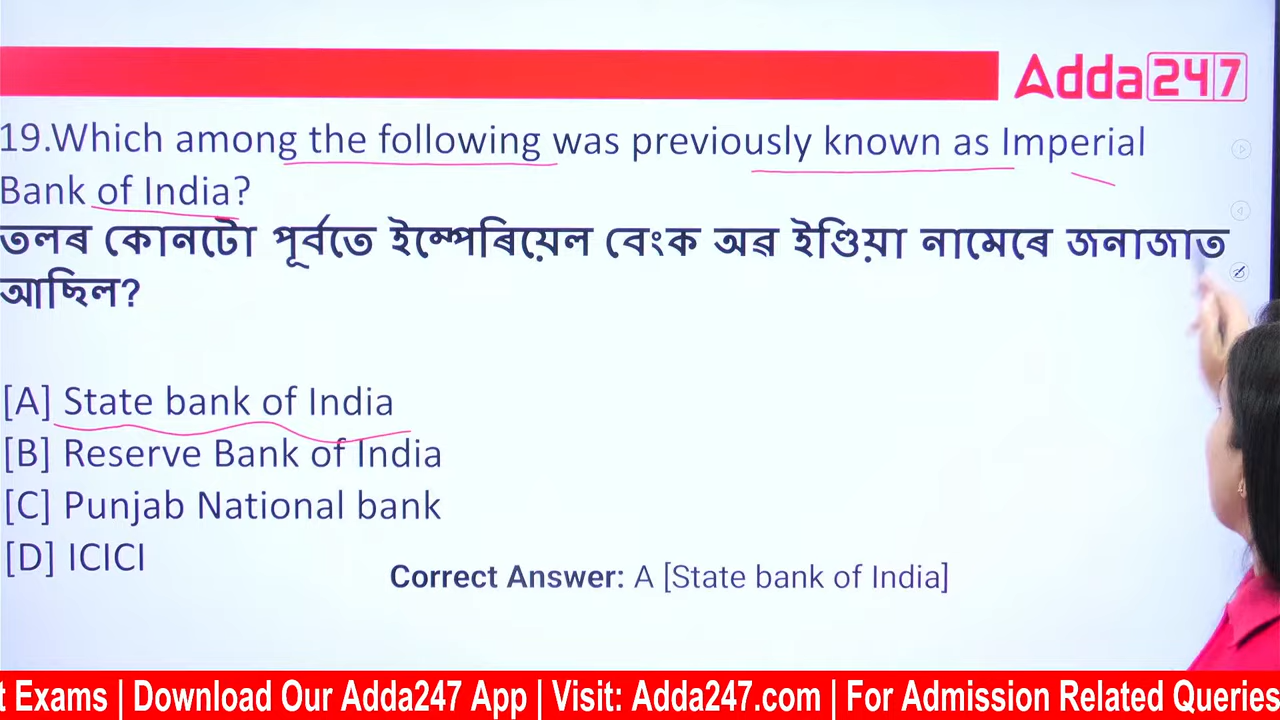 Adda247
19.Which among the following was previously known as Imperial
Bank of India?
তলৰ কোনটো পূৰ্বতে ইম্পেৰিয়েল বেংক অৱ ইণ্ডিয়া নামেৰে জনাজাত
আছিল?
[A] State bank of India
[B] Reserve Bank of India
[C] Punjab National bank
[D] ICICI
Correct Answer: A [State bank of India]
t Exams | Download Our Adda247 App | Visit: Adda247.com | For Admission Related Queries